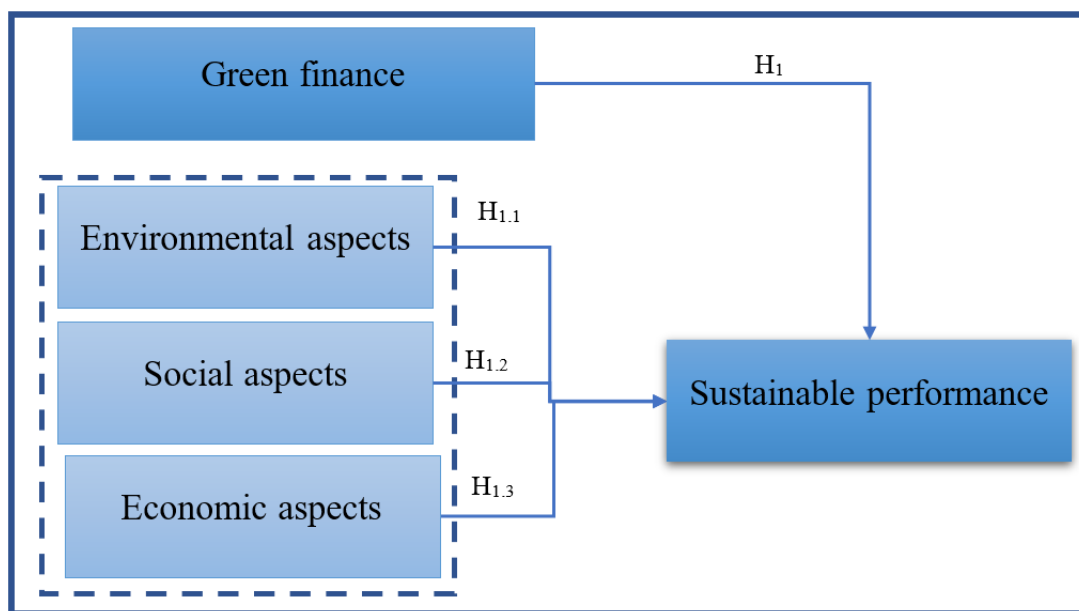 Green finance
H1
Environmental aspects
H1.1
Social aspects
H1.2
Economic aspects
H1.3
Sustainable performance